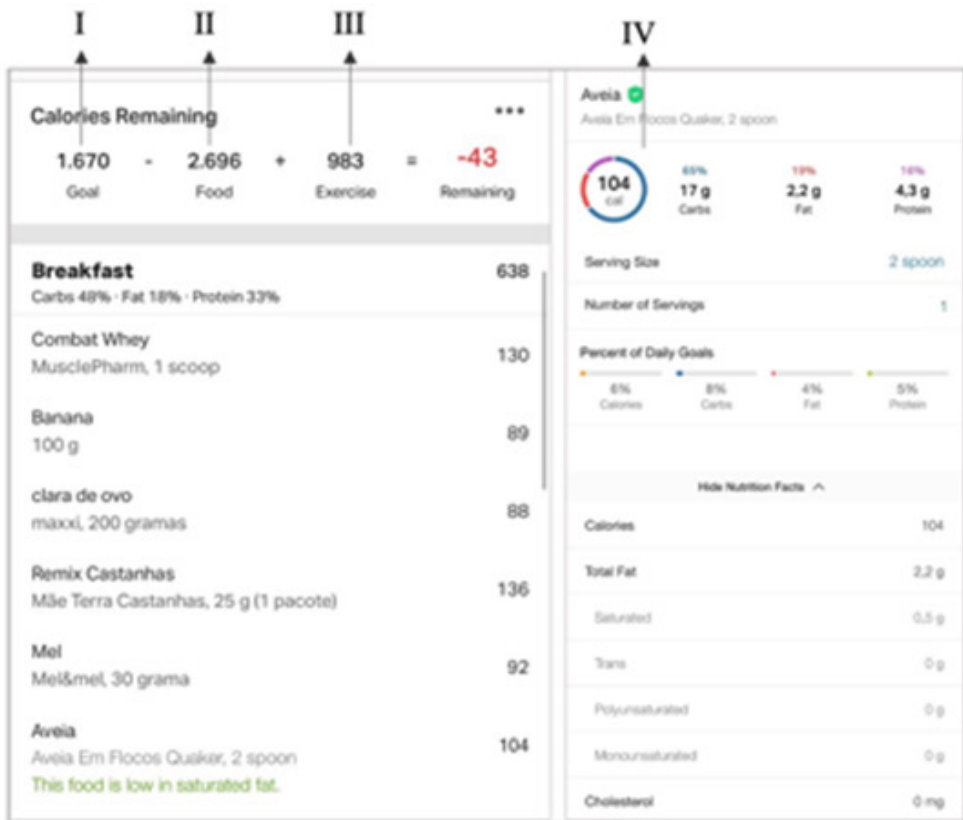 I II III IV
Calories Remaining •••
1.670 - 2.696 + 983 = -43
Goal Food Exercise Remaining
Breakfast 638
Carbs 48% · Fat 18% · Protein 33%
Combat Whey 130
MusclePharm, 1 scoop
Banana 89
100 g
clara de ovo 88
maxxi, 200 gramas
Remix Castanhas 136
Mãe Terra Castanhas, 25 g (1 pacote)
Mel 92
Mel&mel, 30 grama
Aveia 104
Aveia Em Flocos Quaker, 2 spoon
This food is low in saturated fat.
Aveia
Aveia Em Flocos Quaker, 2 spoon
65% 19% 16%
104 17 g 2,2 g 4,3 g
cal Carbs Fat Protein
Serving Size 2 spoon
Number of Servings 1
Percent of Daily Goals
6% 8% 4% 5%
Calories Carbs Fat Protein
Hide Nutrition Facts
Calories 104
Total Fat 2,2 g
Saturated 0,5 g
Trans 0 g
Polyunsaturated 0 g
Monounsaturated 0 g
Cholesterol 0 mg